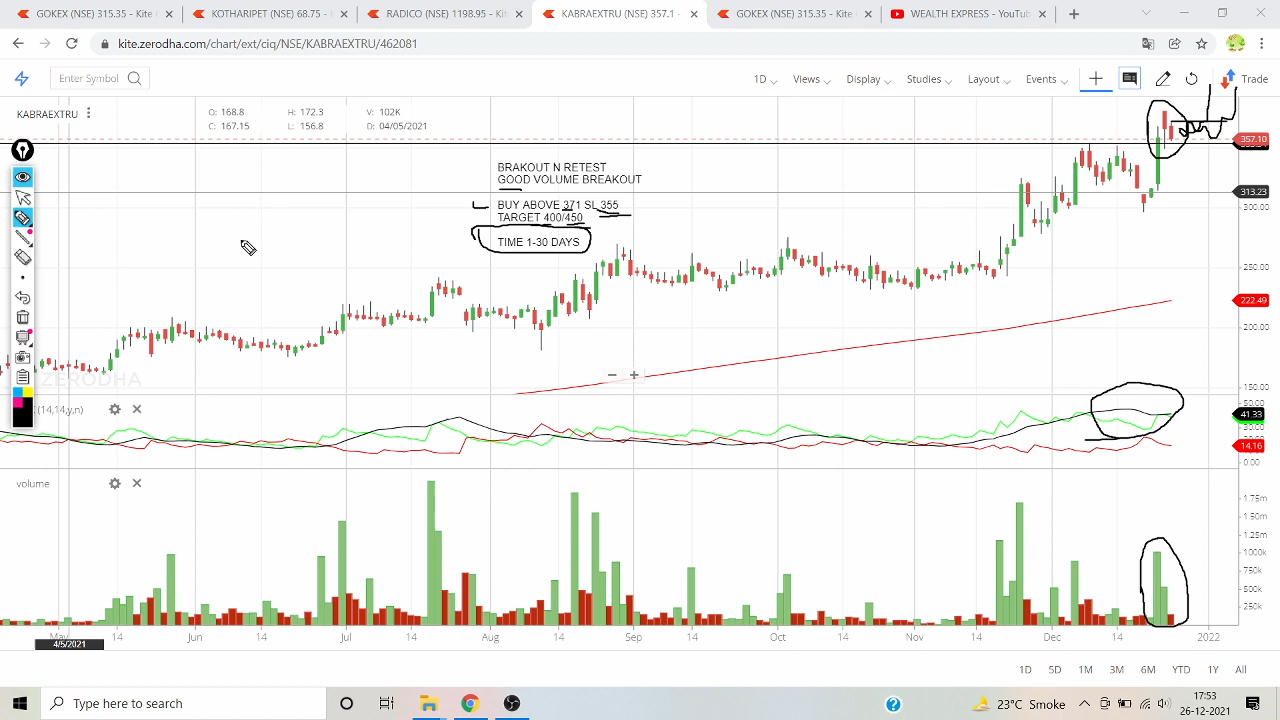 GOKEX (NSE) 315.35 - Kite
KOTHARIPET (NSE) 68.75 - Kite
RADICO (NSE) 1198.95 - Kite
KABRAEXTRU (NSE) 357.1 -
GOKEX (NSE) 315.35 - Kite
WEALTH EXPRESS - YouTub
kite.zerodha.com/chart/ext/ciq/NSE/KABRAEXTRU/462081
Enter Symbol
1D Views Display Studies Layout Events Trade
KABRAEXTRU
O: 168.8 H: 172.3 V: 102K
C: 167.15 L: 156.8 D: 04/05/2021
357.10
BRAKOUT N RETEST
GOOD VOLUME BREAKOUT
313.23
BUY ABOVE 371 SL 355
300.00
TARGET 400/450
TIME 1-30 DAYS
250.00
222.49
200.00
ZERODHA
150.00
(14,14,y,n)
50.00
41.33
30.00
14.16
0.00
volume
1.75m
1.50m
1.25m
1000k
750k
500k
250k
May 14 Jun 14 Jul 14 Aug 14 Sep 14 Oct 14 Nov 14 Dec 14 2022
4/5/2021
1D 5D 1M 3M 6M YTD 1Y All
Type here to search
23°C Smoke
17:53
26-12-2021